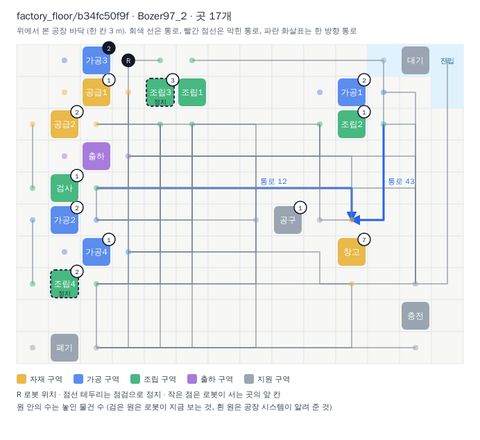 factory_floor/b34fc50f9f · Bozer97_2 · 곳 17개
위에서 본 공장 바닥 (한 칸 3 m). 회색 선은 통로, 빨간 점선은 막힌 통로, 빨간 화살표는 한 방향 통로
가공3 2 R 대기 진입
공급1 1 조립3 정지 3 조립1 가공1 2
공급2 2 조립2 1
출하
검사 1 통로 12 통로 43
가공2 2 공구 1
가공4 1 창고 7
조립4 정지 2
충전
폐기
자재 구역 가공 구역 조립 구역 출하 구역 지원 구역
R 로봇 위치 · 점선 테두리는 점검으로 정지 · 작은 점은 로봇이 서는 곳의 앞 칸
원 안의 수는 놓인 물건 수 (검은 원은 로봇이 지금 보는 것, 흰 원은 공장 시스템이 알려 준 것)